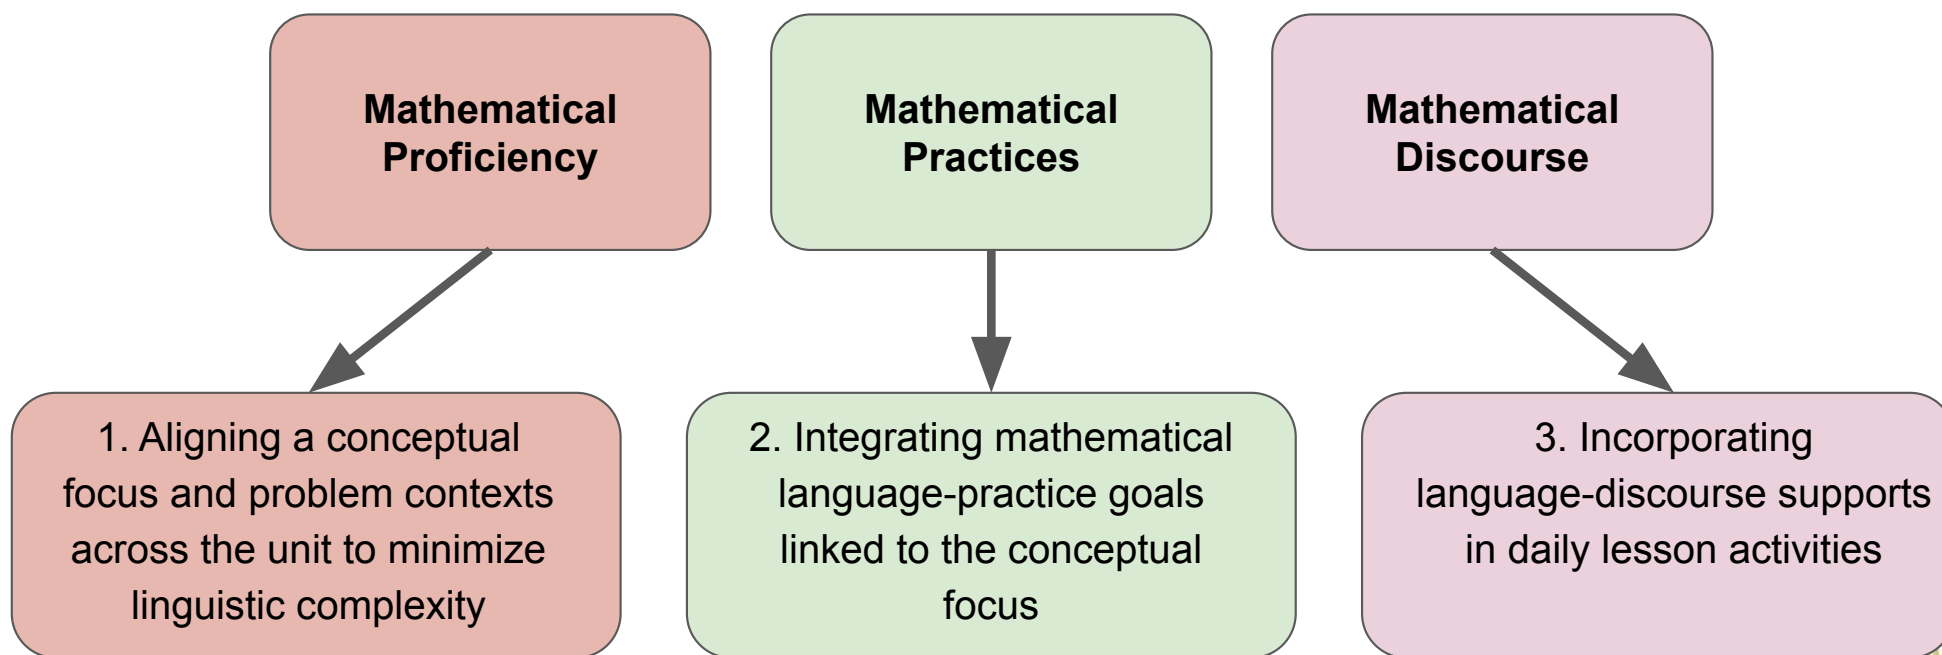 Mathematical
Proficiency
Mathematical
Practices
Mathematical
Discourse
1. Aligning a conceptual
focus and problem contexts
across the unit to minimize
linguistic complexity
2. Integrating mathematical
language-practice goals
linked to the conceptual
focus
3. Incorporating
language-discourse supports
in daily lesson activities